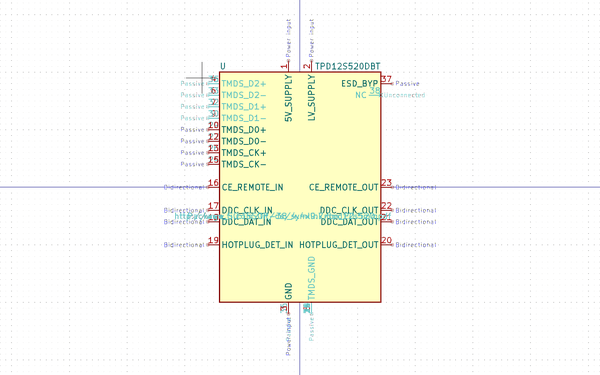 Power input
Power input
U
TPD12S520DBT
1
2
5V_SUPPLY
LV_SUPPLY
Passive
TMDS_D2+
ESD_BYP
37
Passive
Passive
TMDS_D2-
NC
38
Unconnected
Passive
TMDS_D1+
Passive
TMDS_D1-
Passive
10
TMDS_D0+
Passive
12
TMDS_D0-
Passive
13
TMDS_CK+
Passive
15
TMDS_CK-
Bidirectional
16
CE_REMOTE_IN
CE_REMOTE_OUT
23
Bidirectional
Bidirectional
17
DDC_CLK_IN
DDC_CLK_OUT
22
Bidirectional
Bidirectional
DDC_DAT_IN
DDC_DAT_OUT
21
Bidirectional
Bidirectional
19
HOTPLUG_DET_IN
HOTPLUG_DET_OUT
20
Bidirectional
GND
TMDS_GND
Power input
Passive